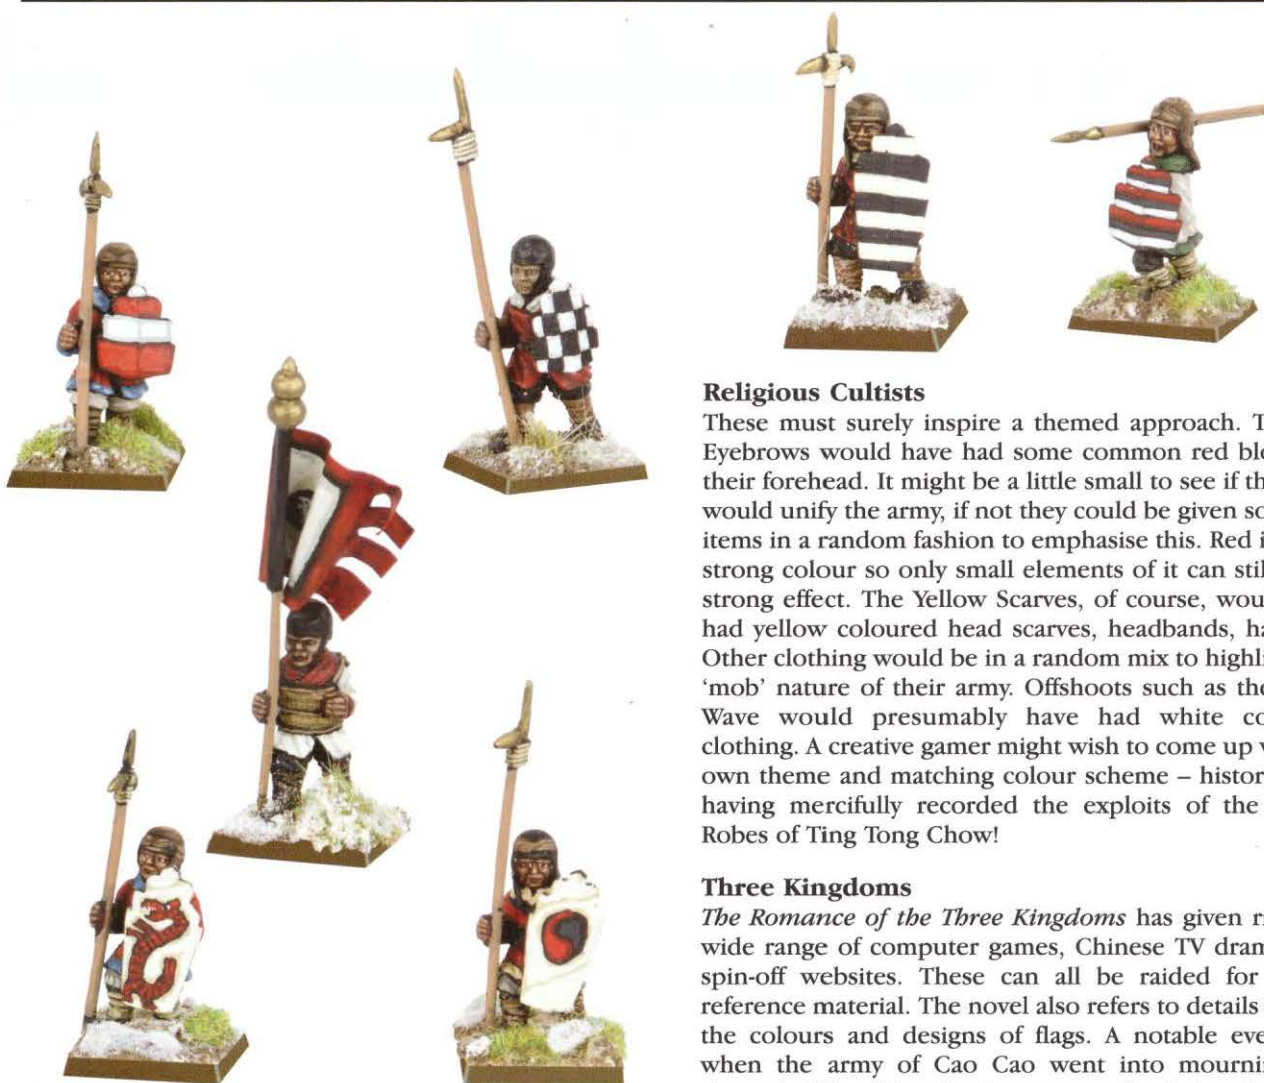 Religious Cultists
These must surely inspire a themed approach. T
Eyebrows would have had some common red blo
their forehead. It might be a little small to see if th
would unify the army, if not they could be given so
items in a random fashion to emphasise this. Red i
strong colour so only small elements of it can stil
strong effect. The Yellow Scarves, of course, wou
had yellow coloured head scarves, headbands, ha
Other clothing would be in a random mix to highli
‘mob’ nature of their army. Offshoots such as the
Wave would presumably have had white co
clothing. A creative gamer might wish to come up w
own theme and matching colour scheme – histor
having mercifully recorded the exploits of the
Robes of Ting Tong Chow!
Three Kingdoms
The Romance of the Three Kingdoms has given ri
wide range of computer games, Chinese TV dram
spin-off websites. These can all be raided for
reference material. The novel also refers to details
the colours and designs of flags. A notable eve
when the army of Cao Cao went into mourni